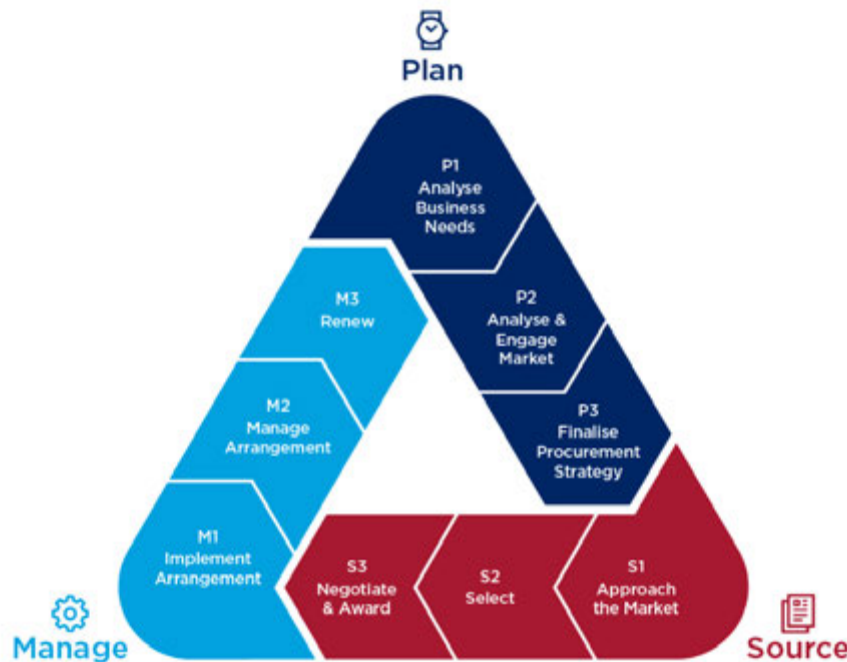 Plan
P1
Analyse
Business
Needs
P2
Analyse &
Engage
Market
P3
Finalise
Procurement
Strategy
S1
Approach
the Market
Source
S2
Select
S3
Negotiate
& Award
M1
Implement
Arrangement
Manage
M2
Manage
Arrangement
M3
Renew